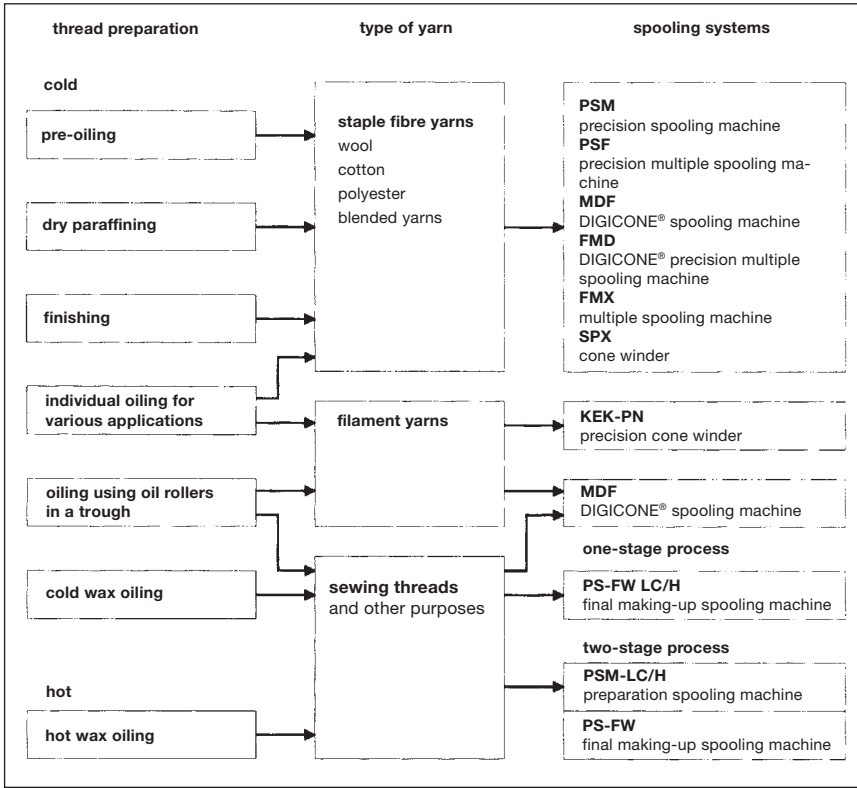 thread preparation
type of yarn
spooling systems
cold
pre-oiling
dry paraffining
finishing
individual oiling for
various applications
oiling using oil rollers
in a trough
cold wax oiling
hot
hot wax oiling
staple fibre yarns
wool
cotton
polyester
blended yarns
filament yarns
sewing threads
and other purposes
PSM
precision spooling machine
PSF
precision multiple spooling ma-
chine
MDF
DIGICONE® spooling machine
FMD
DIGICONE® precision multiple
spooling machine
FMX
multiple spooling machine
SPX
cone winder
KEK-PN
precision cone winder
MDF
DIGICONE® spooling machine
one-stage process
PS-FW LC/H
final making-up spooling machine
two-stage process
PSM-LC/H
preparation spooling machine
PS-FW
final making-up spooling machine